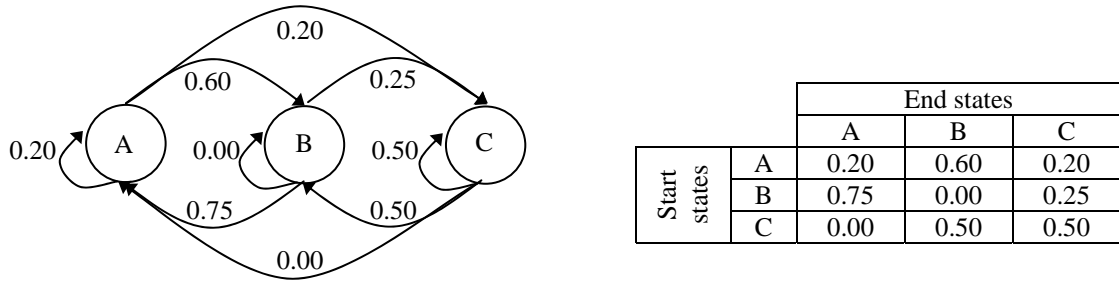 0.20
0.60
0.25
0.20
A
0.00
B
0.50
C
0.75
0.50
0.00
End states
A B C
Start states
A 0.20 0.60 0.20
B 0.75 0.00 0.25
C 0.00 0.50 0.50